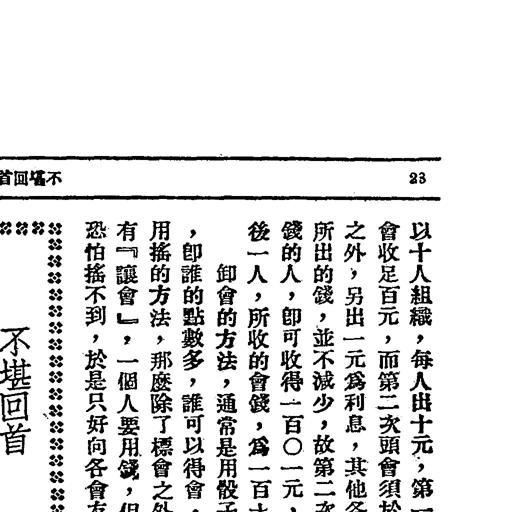 不堪回首
23
以十人組織，每人出十元，第一
會收足百元，而第二次頭會須於
之外，另出一元爲利息，其他各
所出的錢，並不減少，故第二次
錢的人，卽可收得一百〇一元，
後一人，所收的會錢，爲一百十
卸會的方法，通常是用骰子
，卽誰的點數多，誰可以得會，
用搖的方法，那麼除了標會之外
有『讓會』，一個人要用錢，但
恐怕搖不到，於是只好向各會友
不堪回首